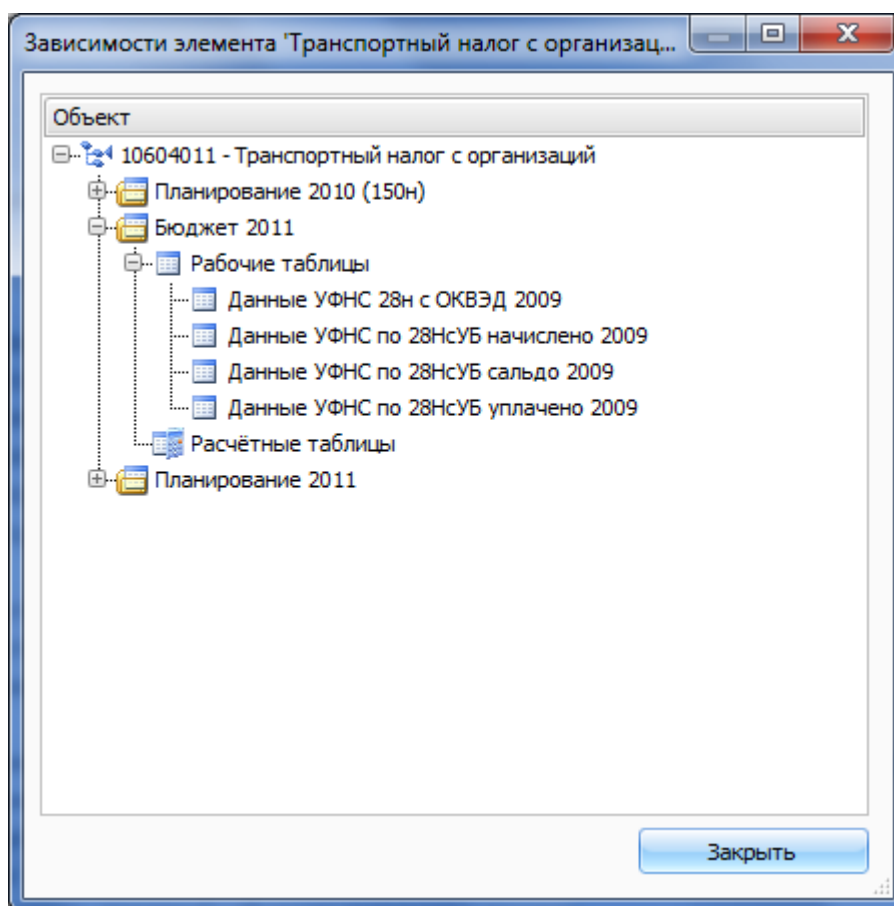 Зависимости элемента 'Транспортный налог с организац...
Объект
10604011 - Транспортный налог с организаций
Планирование 2010 (150н)
Бюджет 2011
Рабочие таблицы
Данные УФНС 28н с ОКВЭД 2009
Данные УФНС по 28НсУБ начислено 2009
Данные УФНС по 28НсУБ сальдо 2009
Данные УФНС по 28НсУБ уплачено 2009
Расчётные таблицы
Планирование 2011
Закрыть